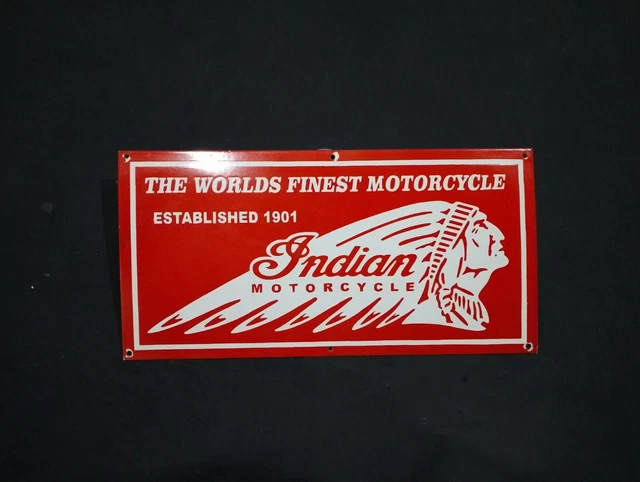 THE WORLDS FINEST MOTORCYCLE
ESTABLISHED 1901
Indian
MOTORCYCLE